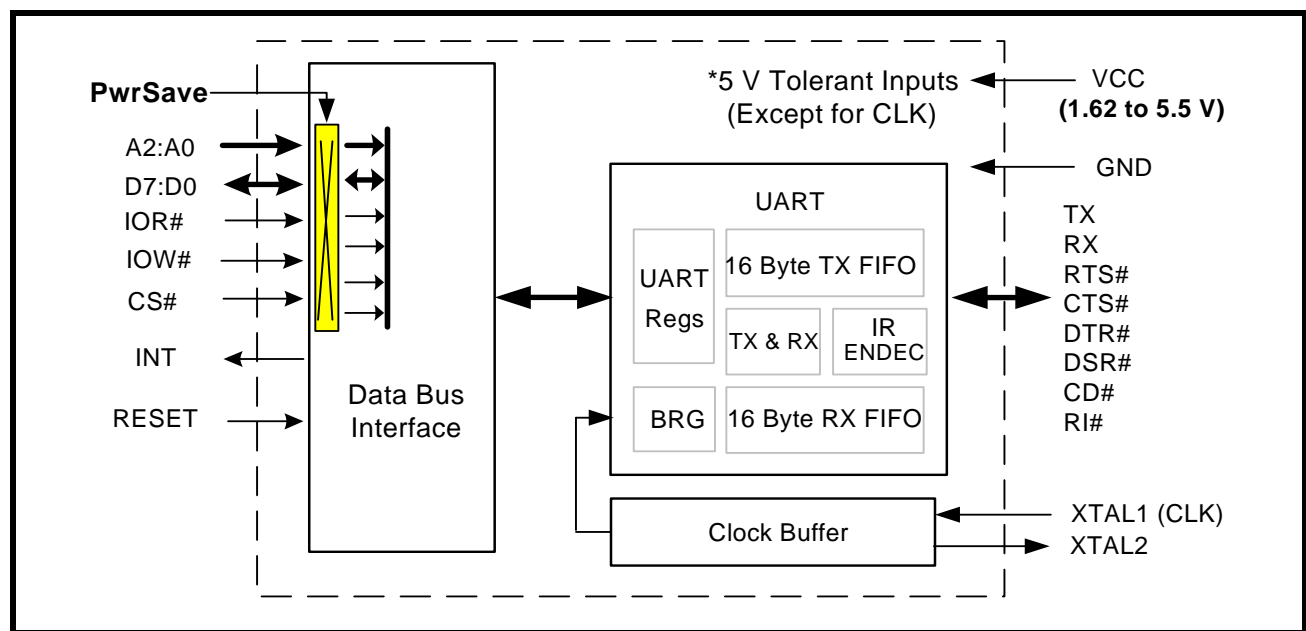 PwrSave
A2:A0
D7:D0
IOR#
IOW#
CS#
INT
RESET
Data Bus
Interface
*5 V Tolerant Inputs
(Except for CLK)
UART
UART
Regs
16 Byte TX FIFO
TX & RX
IR
ENDEC
BRG
16 Byte RX FIFO
Clock Buffer
VCC
(1.62 to 5.5 V)
GND
TX
RX
RTS#
CTS#
DTR#
DSR#
CD#
RI#
XTAL1 (CLK)
XTAL2